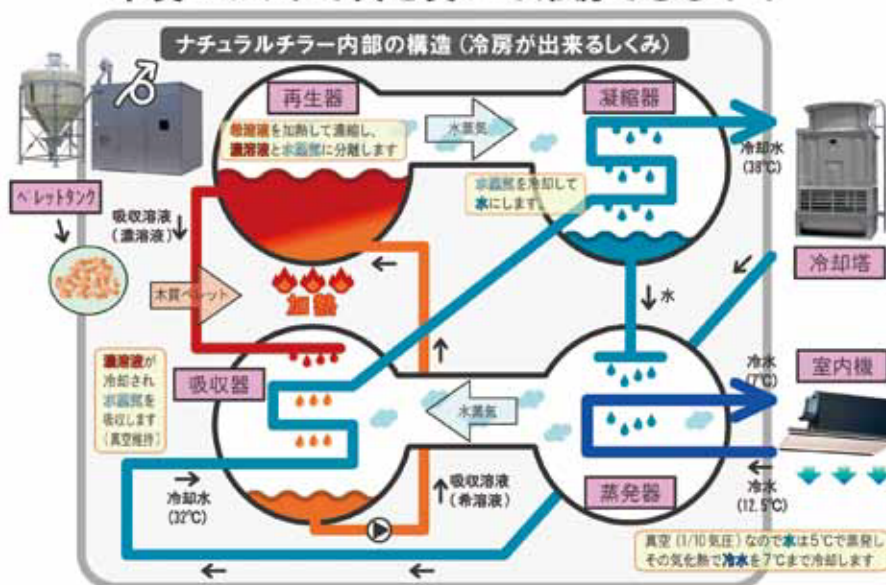 ナチュラルチラー内部の構造(冷房が出来るしくみ)
再生器
希溶液を加熱して濃縮し、
濃溶液と水蒸気に分離します
水蒸気
凝縮器
水蒸気を冷却して
水にします。
冷却水
(38℃)
ペレットタンク
吸収溶液
(濃溶液)
木質ペレット
加熱
水
冷却塔
濃溶液が
冷却され
水蒸気を
吸収します
(真空維持)
吸収器
水蒸気
冷水
(7℃)
室内機
冷却水
(32℃)
吸収溶液
(希溶液)
蒸発器
冷水
(12.5℃)
真空(1/10気圧)なので水は5℃で蒸発し
その気化熱で冷水を7℃まで冷却します